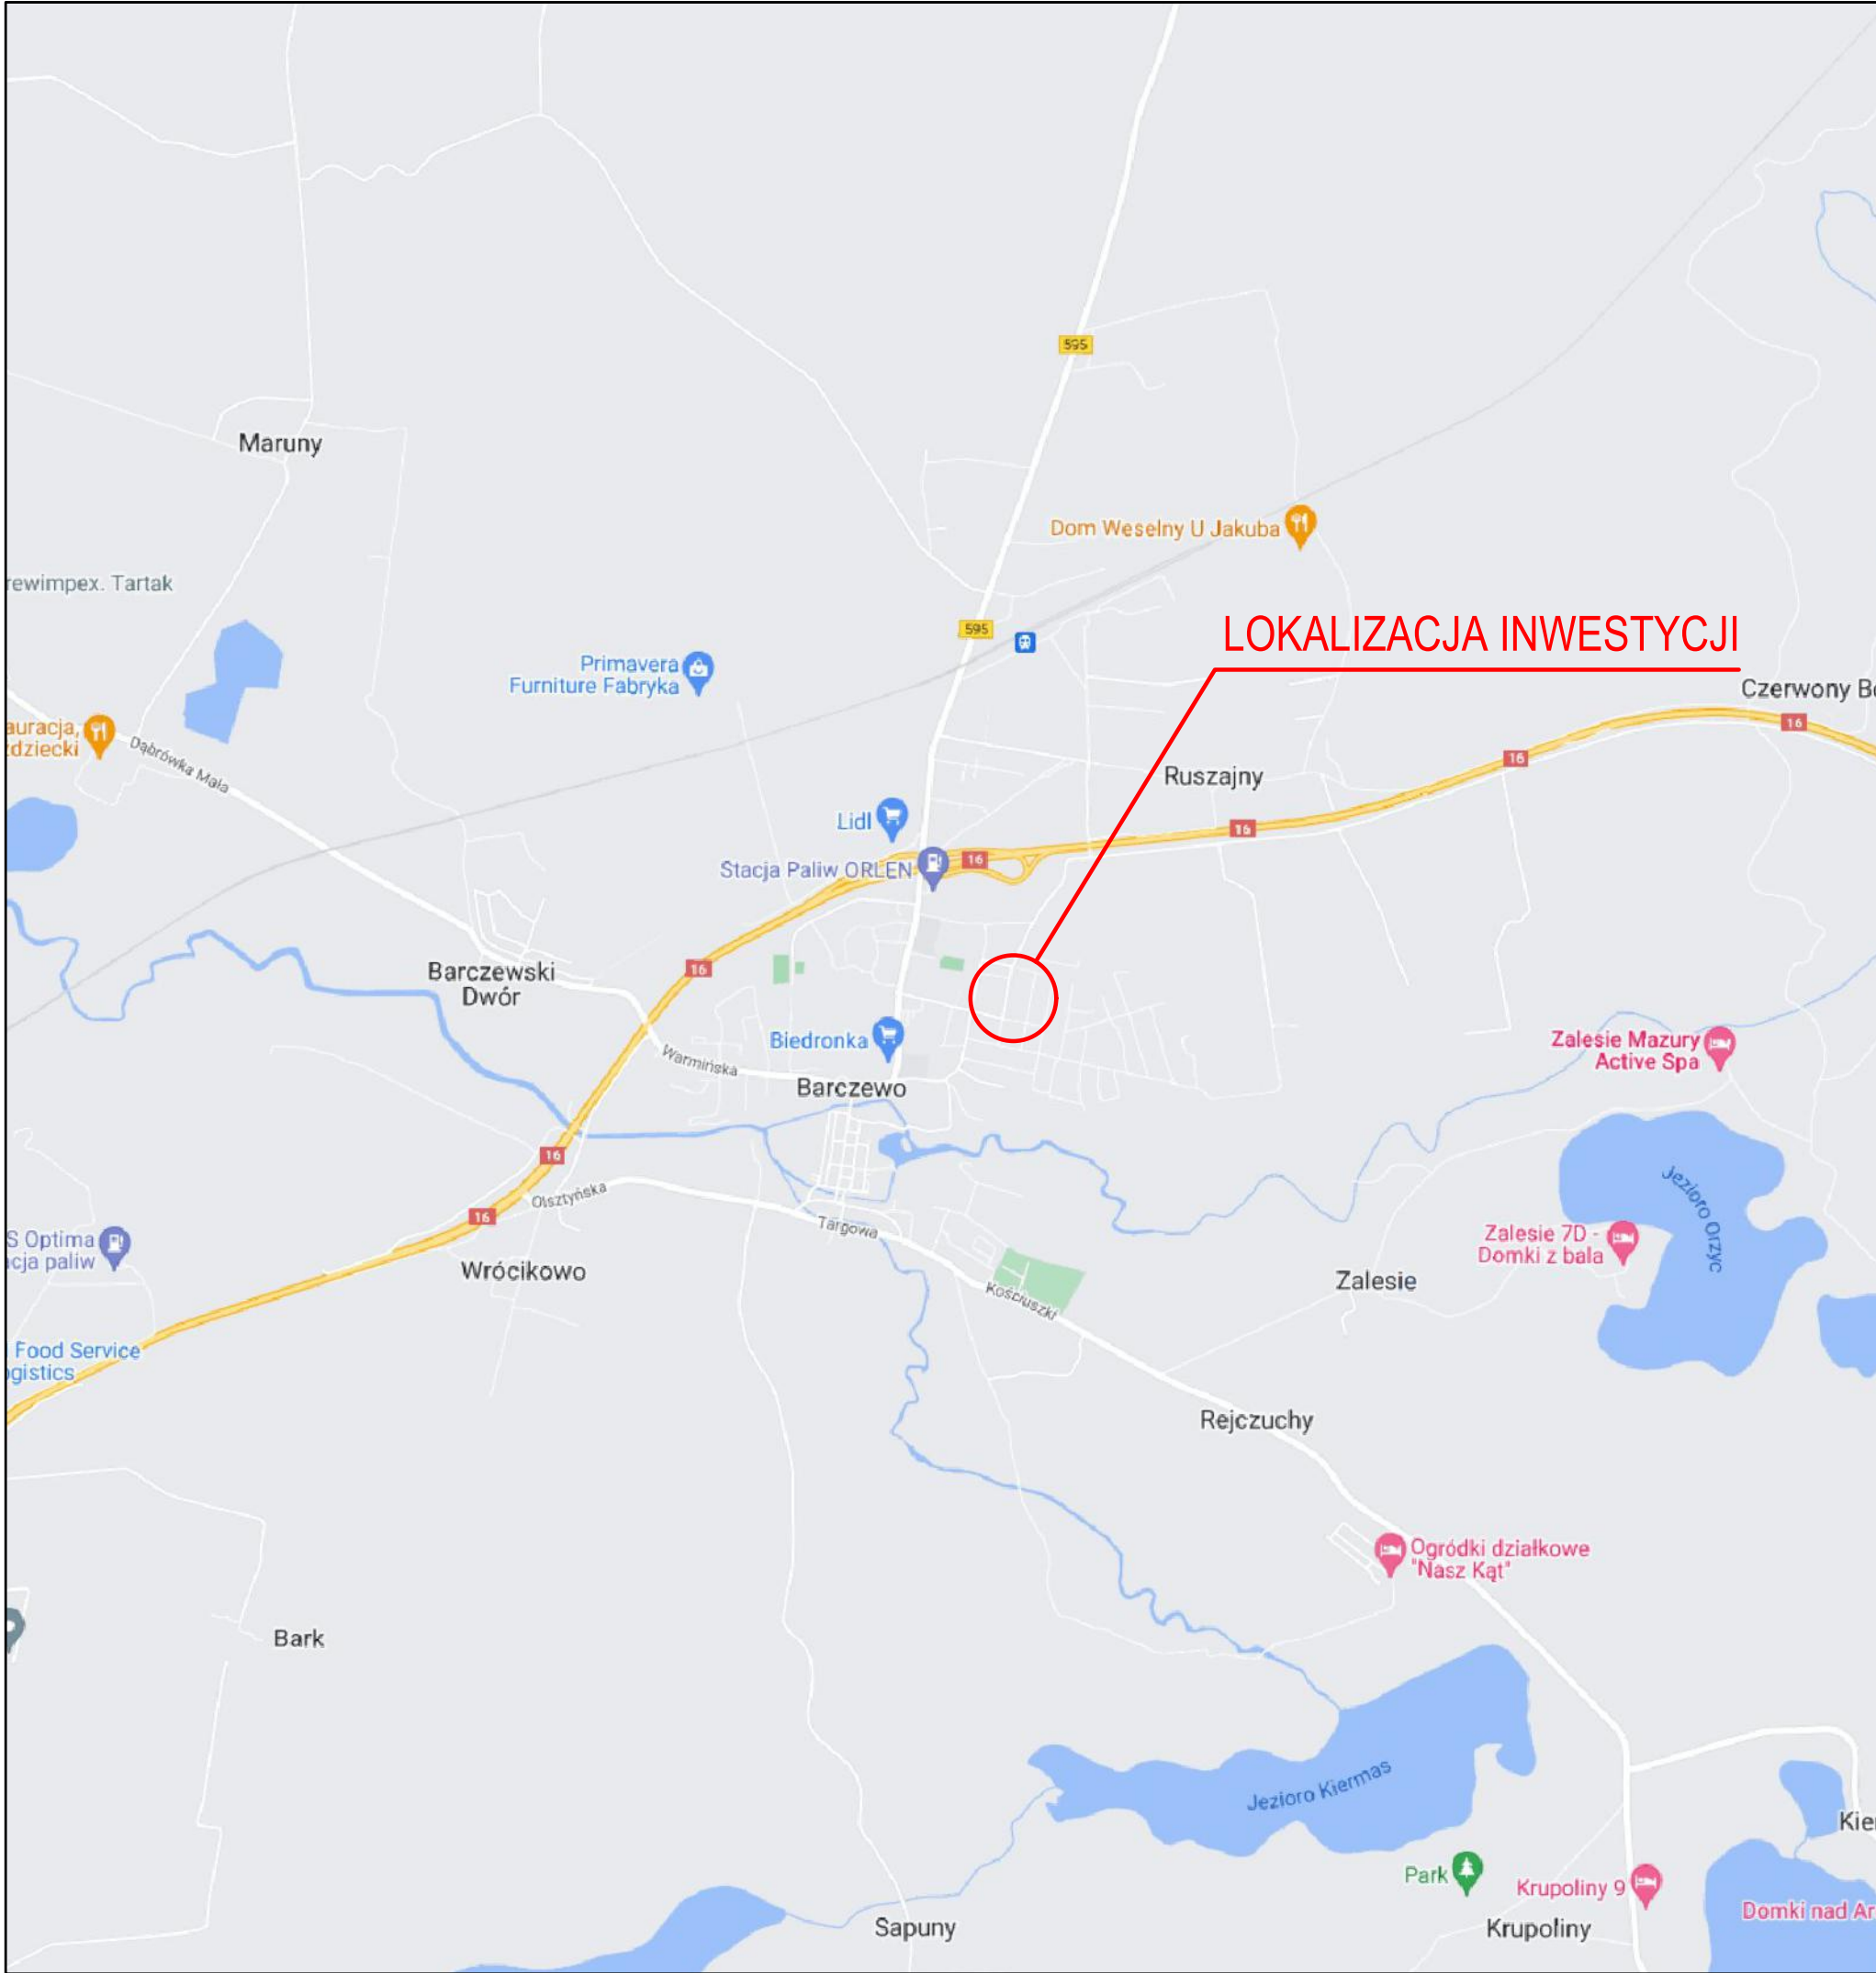 595
Maruny
Dom Weselny U Jakuba
rewimpex. Tartak
595
LOKALIZACJA INWESTYCJI
Primavera
Furniture Fabryka
Czerwony Bo
16
auracja,
zdziecki
Dąbrówka Mała
16
Ruszajny
Lidl
16
Stacja Paliw ORLEN
16
Barczewski
Dwór
16
Biedronka
Warmińska
Zalesie Mazury
Active Spa
Barczewo
16
Olsztyńska
Jezioro Orzyc
16
Targowa
S Optima
acja paliw
Zalesie 7D -
Domki z bala
Wrócikowo
Zalesie
Kościuszki
Food Service
ogistics
Rejczuchy
Ogródki działkowe
"Nasz Kąt"
Bark
Jezioro Kiermas
Kie
Park
Krupoliny 9
Domki nad Ar
Sapuny
Krupoliny